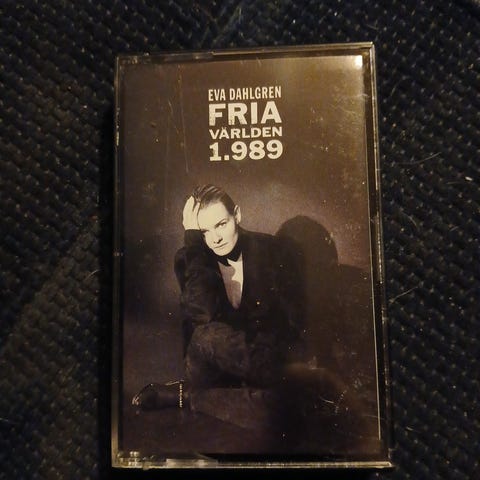 EVA DAHLGREN
FRIA
VÄRLDEN
1.989